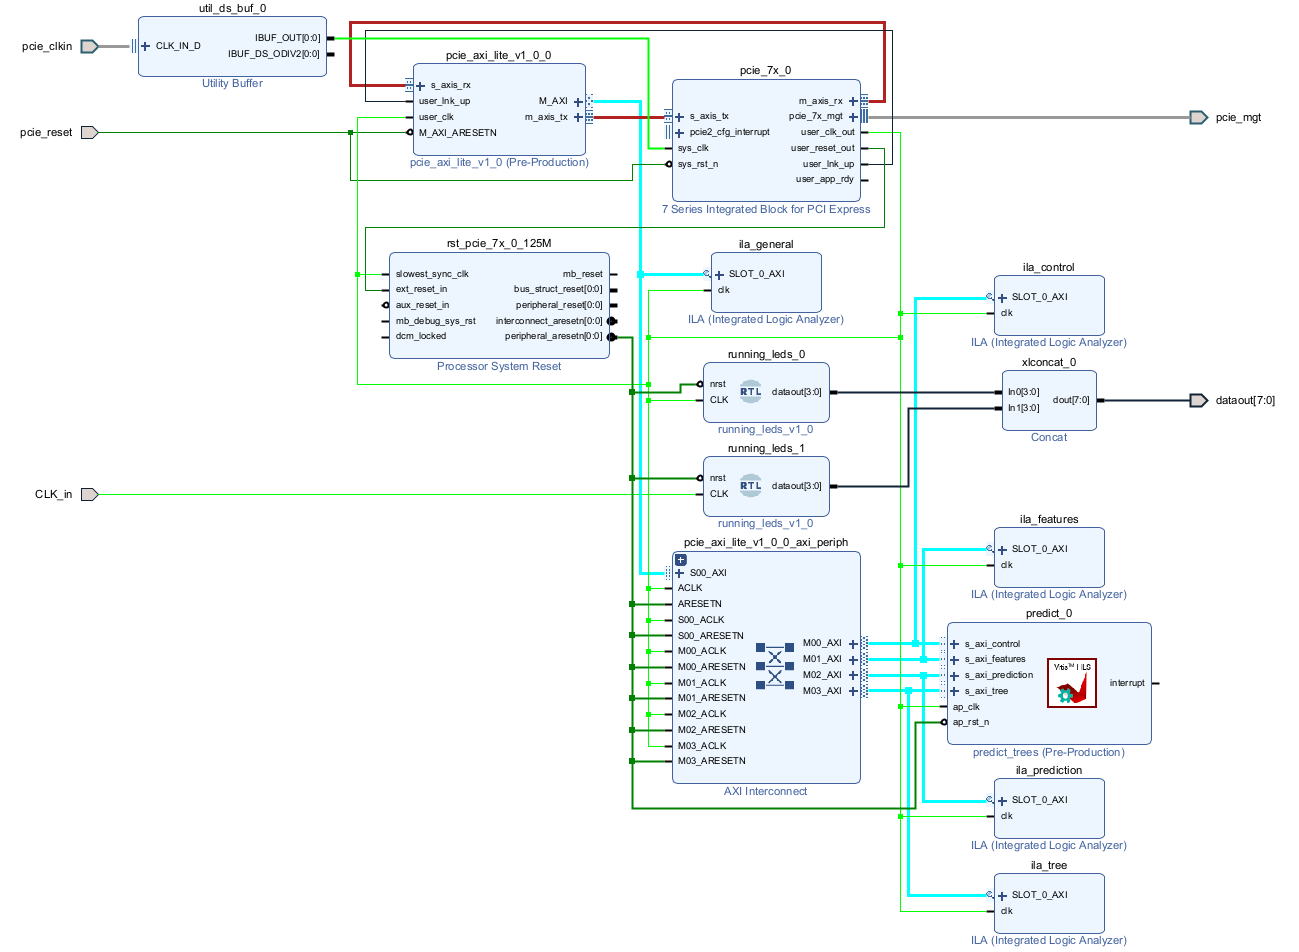 util_ds_buf_0
pcie_clkin
CLK_IN_D
IBUF_OUT[0:0]
IBUF_DS_ODIV2[0:0]
Utility Buffer
pcie_reset
pcie_axi_lite_v1_0_0
s_axis_rx
user_lnk_up
user_clk
M_AXI_ARESETN
M_AXI
m_axis_tx
pcie_axi_lite_v1_0 (Pre-Production)
pcie_7x_0
s_axis_tx
pcie2_cfg_interrupt
sys_clk
sys_rst_n
m_axis_rx
pcie_7x_mgt
user_clk_out
user_reset_out
user_lnk_up
user_app_rdy
7 Series Integrated Block for PCI Express
pcie_mgt
rst_pcie_7x_0_125M
slowest_sync_clk
ext_reset_in
aux_reset_in
mb_debug_sys_rst
dcm_locked
mb_reset
bus_struct_reset[0:0]
peripheral_reset[0:0]
interconnect_aresetn[0:0]
peripheral_aresetn[0:0]
Processor System Reset
ila_general
SLOT_0_AXI
clk
ILA (Integrated Logic Analyzer)
ila_control
SLOT_0_AXI
clk
ILA (Integrated Logic Analyzer)
running_leds_0
nrst
CLK
RTL
dataout[3:0]
running_leds_v1_0
xlconcat_0
In0[3:0]
In1[3:0]
dout[7:0]
Concat
dataout[7:0]
running_leds_1
nrst
CLK
RTL
dataout[3:0]
running_leds_v1_0
CLK_in
pcie_axi_lite_v1_0_0_axi_periph
S00_AXI
ACLK
ARESETN
S00_ACLK
S00_ARESETN
M00_ACLK
M00_ARESETN
M01_ACLK
M01_ARESETN
M02_ACLK
M02_ARESETN
M03_ACLK
M03_ARESETN
M00_AXI
M01_AXI
M02_AXI
M03_AXI
AXI Interconnect
ila_features
SLOT_0_AXI
clk
ILA (Integrated Logic Analyzer)
predict_0
s_axi_control
s_axi_features
s_axi_prediction
s_axi_tree
ap_clk
ap_rst_n
Vitis™ HLS
interrupt
predict_trees (Pre-Production)
ila_prediction
SLOT_0_AXI
clk
ILA (Integrated Logic Analyzer)
ila_tree
SLOT_0_AXI
clk
ILA (Integrated Logic Analyzer)